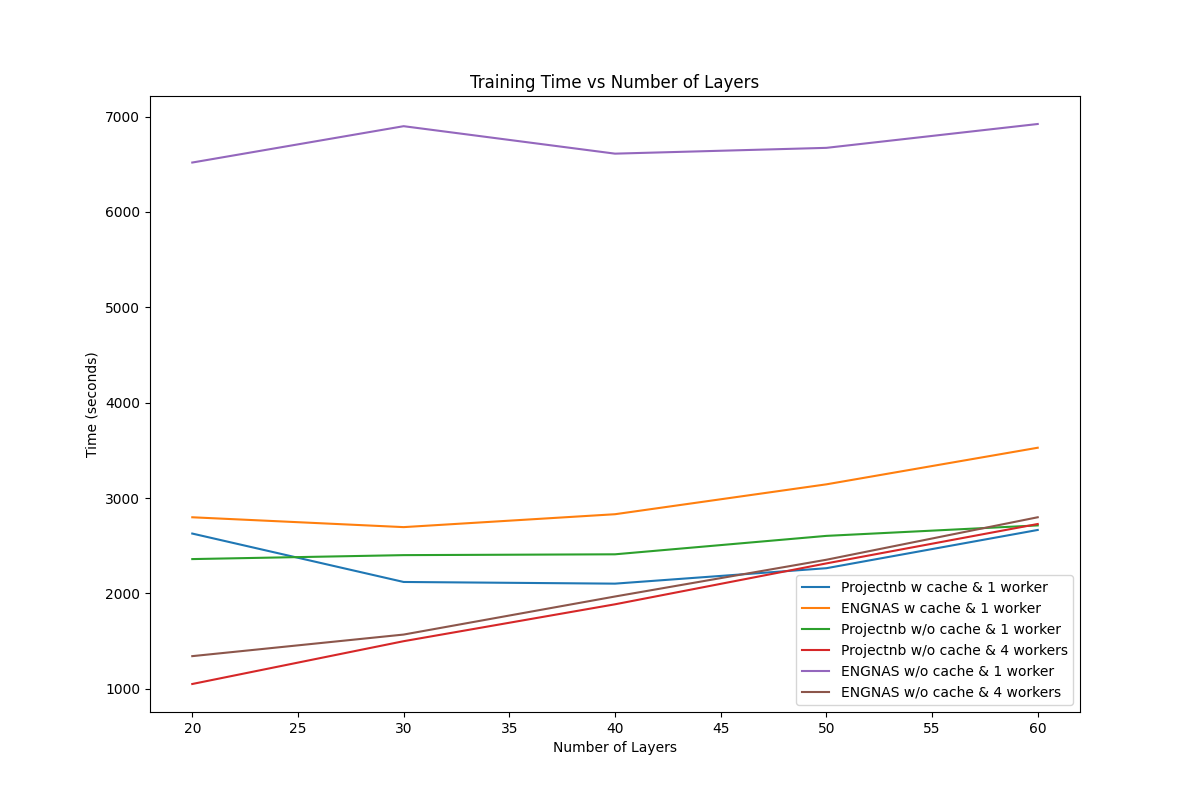 Training Time vs Number of Layers
7000
6000
5000
4000
3000
2000
1000
Time (seconds)
20 25 30 35 40 45 50 55 60
Number of Layers
Projectnb w cache & 1 worker
ENGNAS w cache & 1 worker
Projectnb w/o cache & 1 worker
Projectnb w/o cache & 4 workers
ENGNAS w/o cache & 1 worker
ENGNAS w/o cache & 4 workers